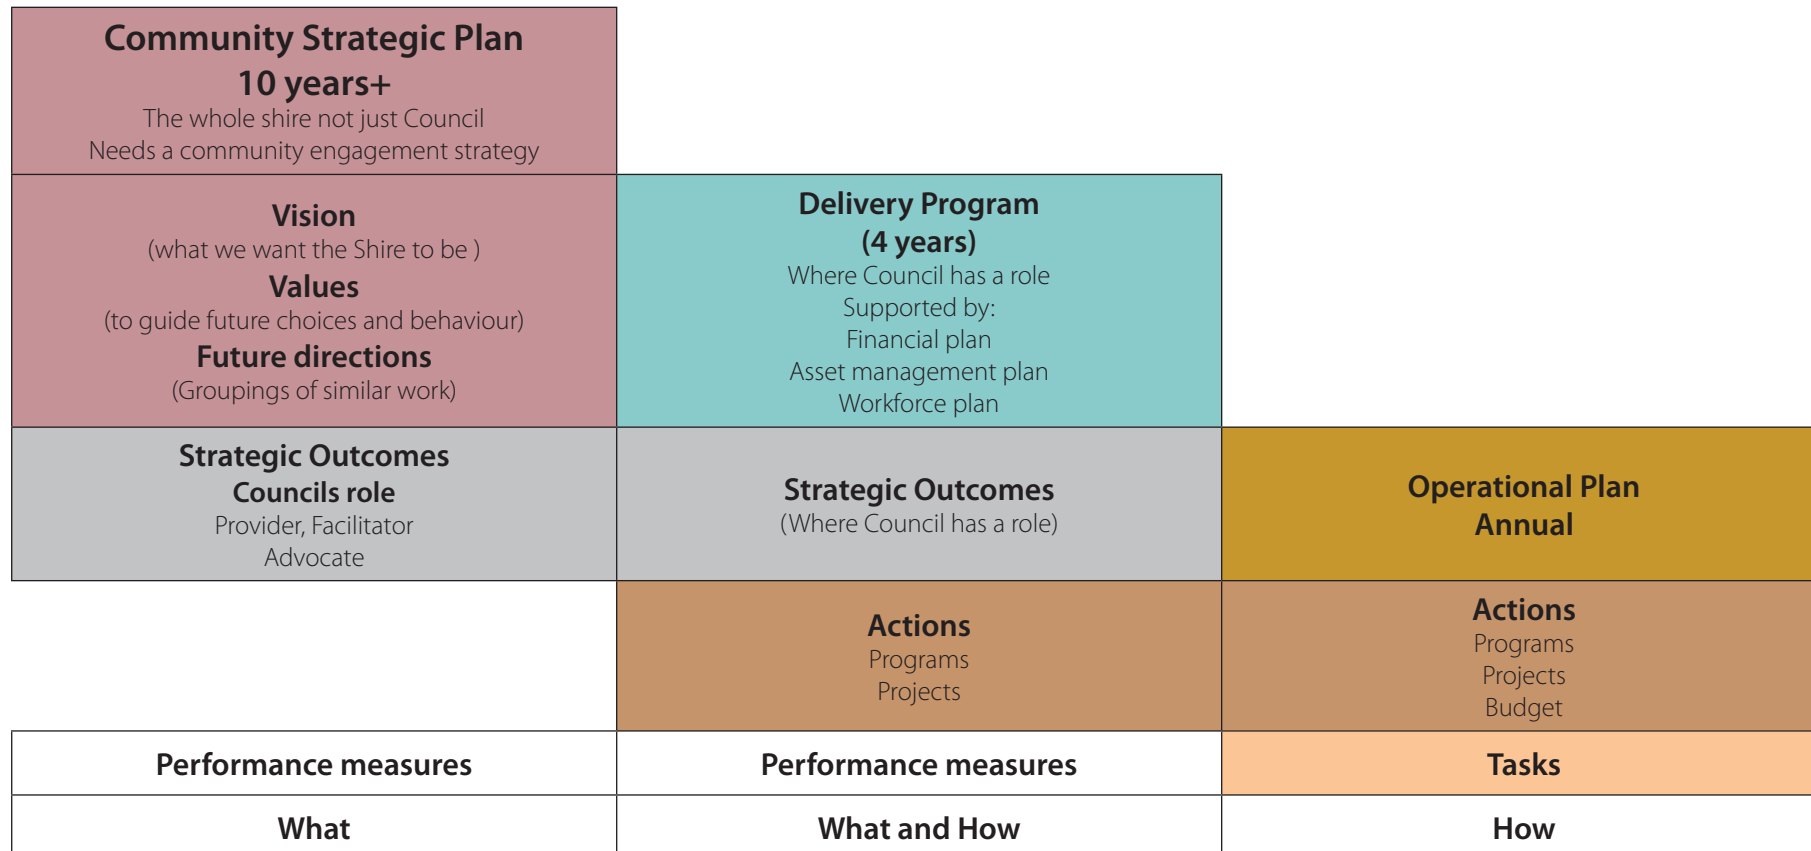 Community Strategic Plan
10 years+
The whole shire not just Council
Needs a community engagement strategy
Vision
(what we want the Shire to be )
Values
(to guide future choices and behaviour)
Future directions
(Groupings of similar work)
Delivery Program
(4 years)
Where Council has a role
Supported by:
Financial plan
Asset management plan
Workforce plan
Strategic Outcomes
Councils role
Provider, Facilitator
Advocate
Strategic Outcomes
(Where Council has a role)
Operational Plan
Annual
Actions
Programs
Projects
Actions
Programs
Projects
Budget
Performance measures
Performance measures
Tasks
What
What and How
How